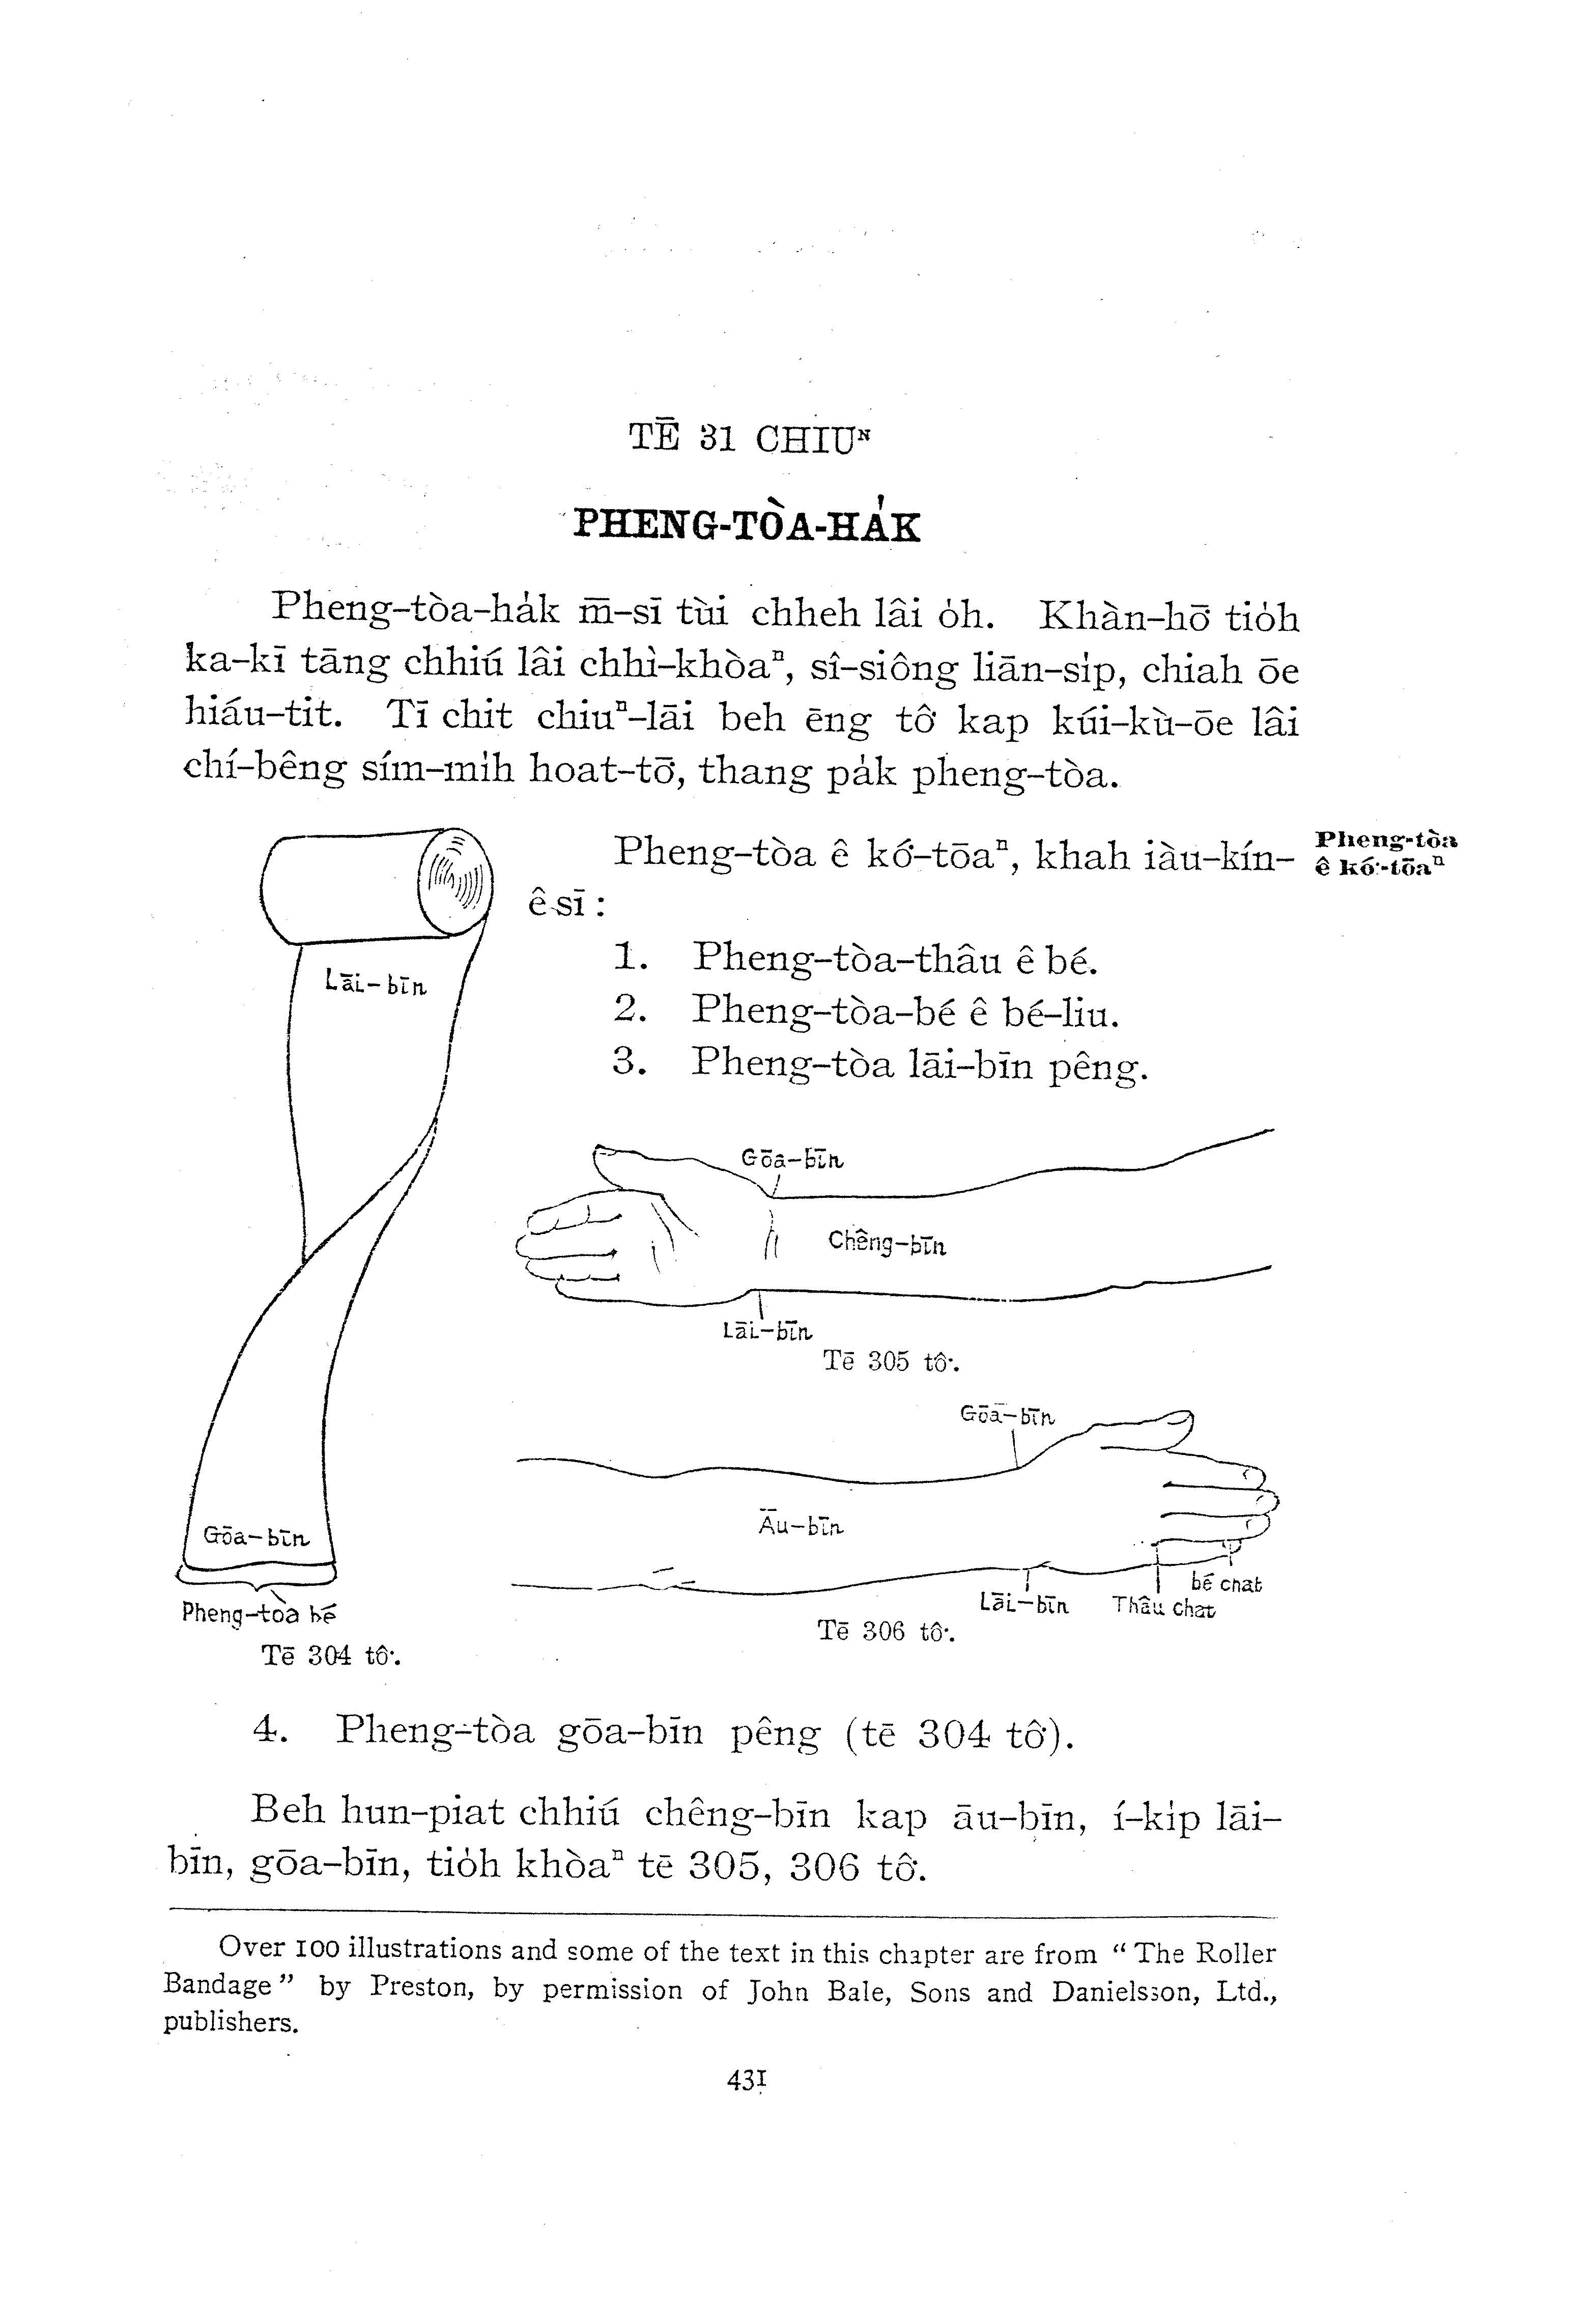 TĒ 31 CHIUᴺ
PHENG-TÒA-HA̍K
Pheng-tòa-ha̍k m̄-sī tùi chheh lâi o̍h. Khàn-hō͘ tio̍h
ka-kī tāng chhiú lâi chhì-khòaⁿ, sî-siông liān-si̍p, chiah ōe
hiáu-tit. Tī chit chiuⁿ-lāi beh ēng tô͘ kap kúi-kù-ōe lâi
chí-bêng sím-mi̍h hoat-tō͘, thang pa̍k pheng-tòa.
Pheng-tòa ê kó͘-tōaⁿ, khah iàu-kín-
ê sī:
Pheng-tòa
ê kó͘-tōaⁿ
1. Pheng-tòa-thâu ê bé.
2. Pheng-tòa-bé ê bé-liu.
3. Pheng-tòa lāi-bīn pêng.
Lāi-bīn
Gōa-bīn
Pheng-tòa bé
Tē 304 tô͘.
Gōa-bīn
Chêng-bīn
Lāi-bīn
Tē 305 tô͘.
Gōa-bīn
Āu-bīn
Lāi-bīn
Thâu chat
bé chat
Tē 306 tô͘.
4. Pheng-tòa gōa-bīn pêng (tē 304 tô͘).
Beh hun-piat chhiú chêng-bīn kap āu-bīn, í-ki̍p lāi-
bīn, gōa-bīn, tio̍h khòaⁿ tē 305, 306 tô͘.
Over 100 illustrations and some of the text in this chapter are from “The Roller
Bandage” by Preston, by permission of John Bale, Sons and Danielsson, Ltd.,
publishers.
431